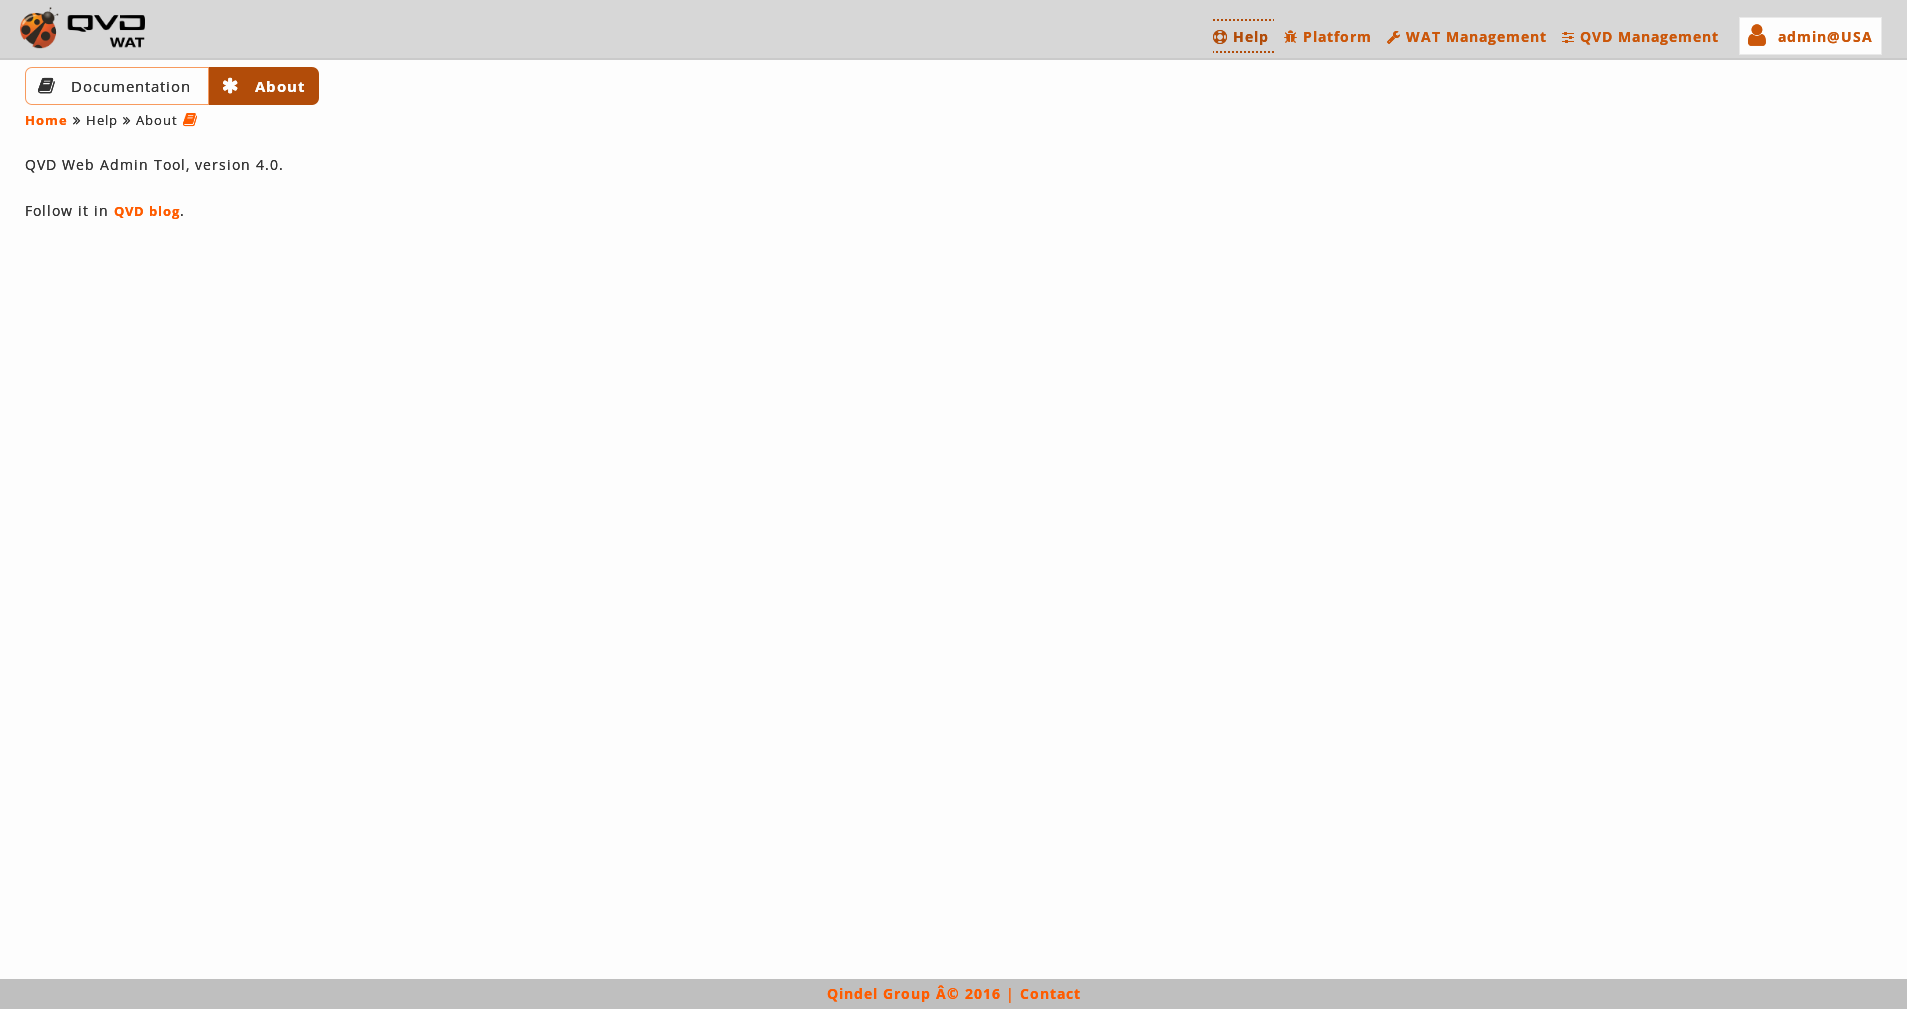 QVD WAT
Help Platform WAT Management QVD Management admin@USA
Documentation About
Home » Help » About
QVD Web Admin Tool, version 4.0.
Follow it in QVD blog.
Qindel Group Â© 2016 | Contact